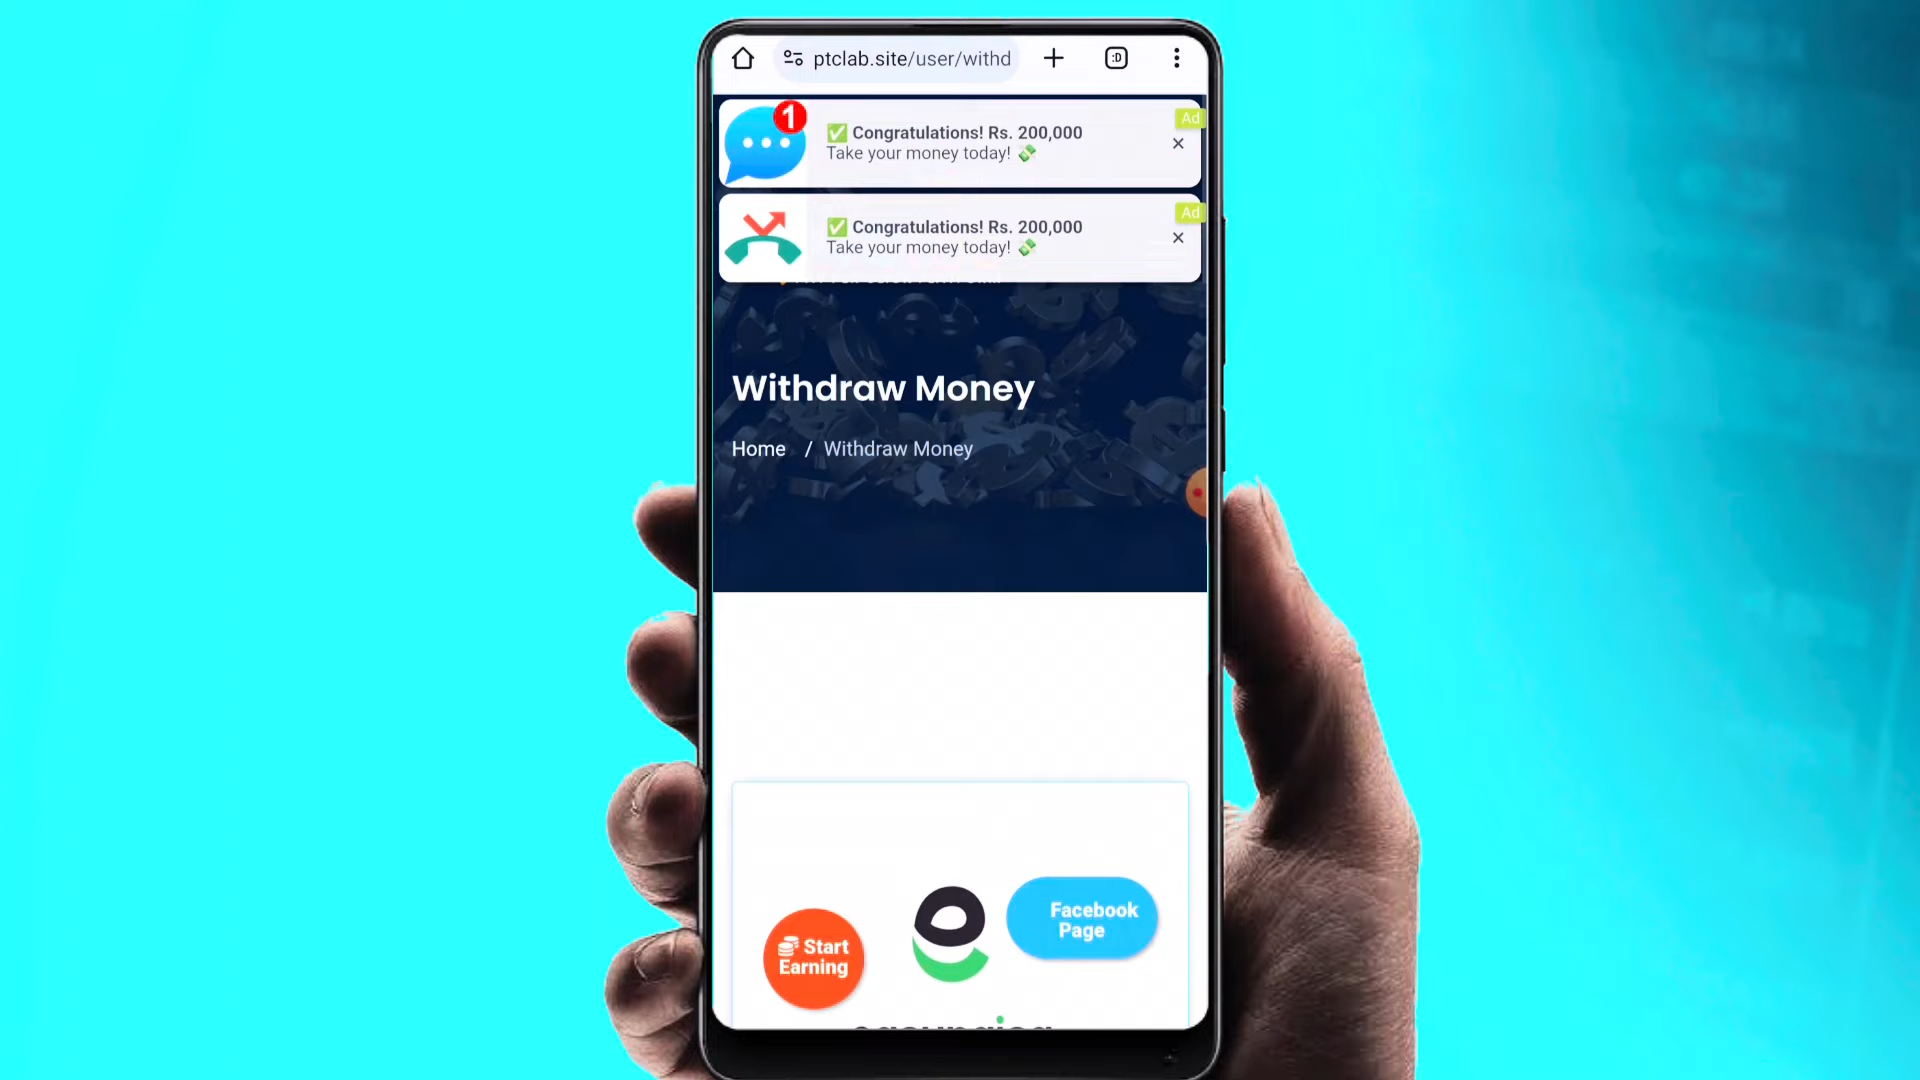 ptclab.site/user/withd
:D
1
Ad
✅ Congratulations! Rs. 200,000
Take your money today! 💸
×
Ad
✅ Congratulations! Rs. 200,000
Take your money today! 💸
×
Withdraw Money
Home / Withdraw Money
Facebook
Page
Start
Earning